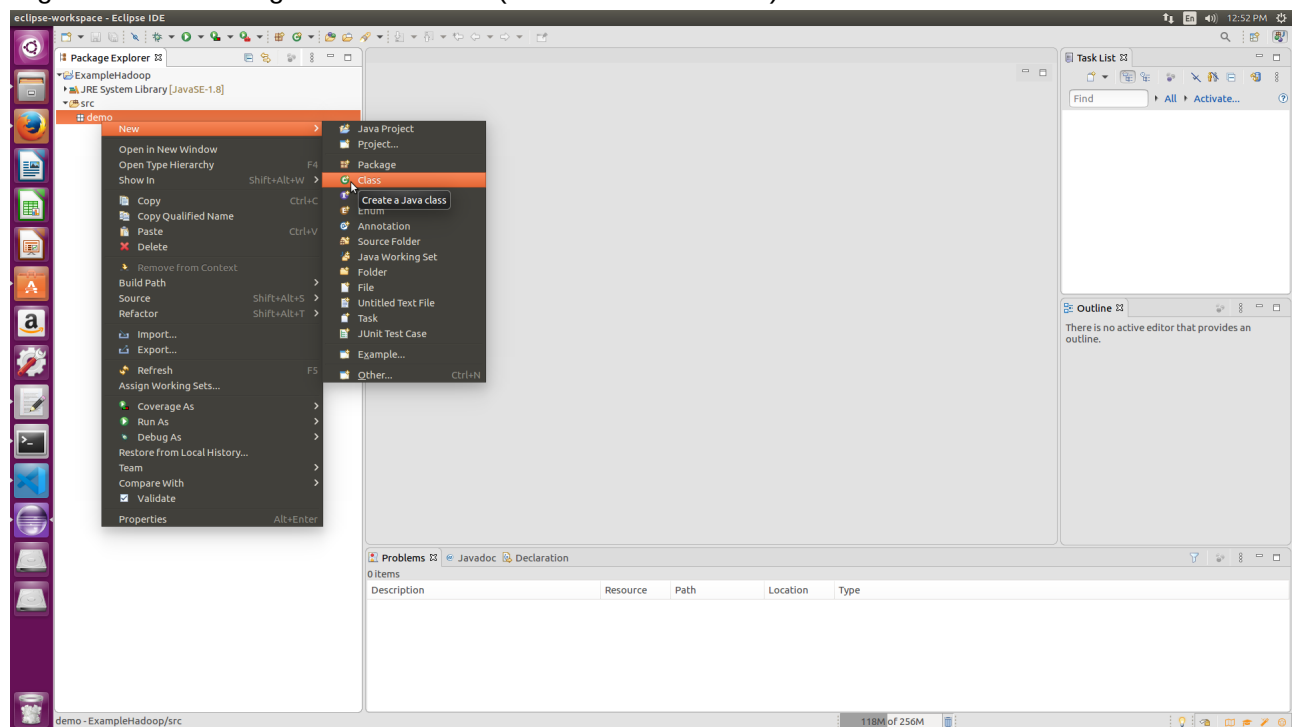 eclipse-workspace - Eclipse IDE
En
12:52 PM
Package Explorer
Task List
ExampleHadoop
JRE System Library [JavaSE-1.8]
src
demo
Find
All
Activate...
New
Open in New Window
Open Type Hierarchy F4
Show In Shift+Alt+W
Copy Ctrl+C
Copy Qualified Name
Paste Ctrl+V
Delete
Remove from Context
Build Path
Source Shift+Alt+S
Refactor Shift+Alt+T
Import...
Export...
Refresh F5
Assign Working Sets...
Coverage As
Run As
Debug As
Restore from Local History...
Team
Compare With
Validate
Properties Alt+Enter
Java Project
Project...
Package
Class
Create a Java class
Enum
Annotation
Source Folder
Java Working Set
Folder
File
Untitled Text File
Task
JUnit Test Case
Example...
Other... Ctrl+N
Outline
There is no active editor that provides an
outline.
Problems
Javadoc
Declaration
0 items
Description Resource Path Location Type
demo - ExampleHadoop/src
118M of 256M